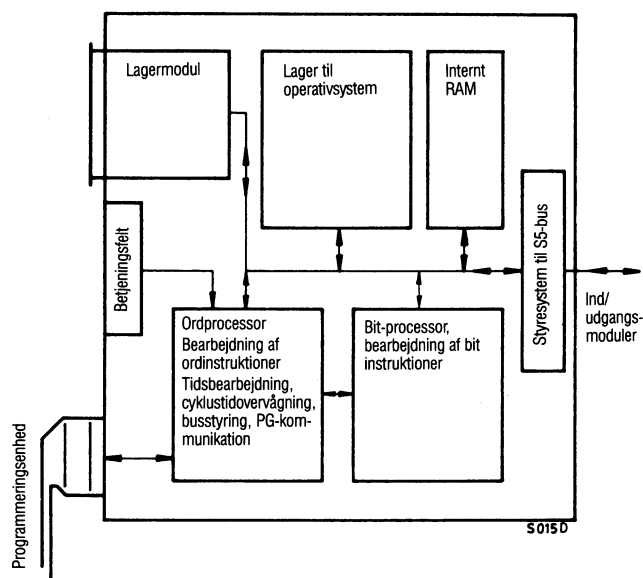 Lagermodul
Lager til
operativsystem
Internt
RAM
Betjeningsfelt
Styresystem til S5-bus
Ind/
udgangs-
moduler
Ordprocessor
Bearbejdning af
ordinstruktioner
Tidsbearbejdning,
cyklustidovervågning,
busstyring, PG-kom-
munikation
Bit-processor,
bearbejdning af bit
instruktioner
Programmeringsenhed
S015D